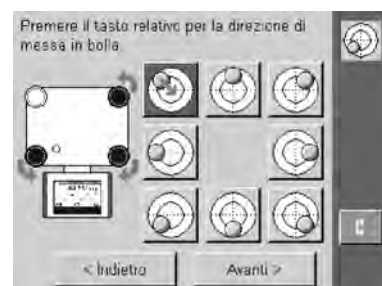 Premere il tasto relativo per la direzione di
messa in bolla.
< Indietro
Avanti >